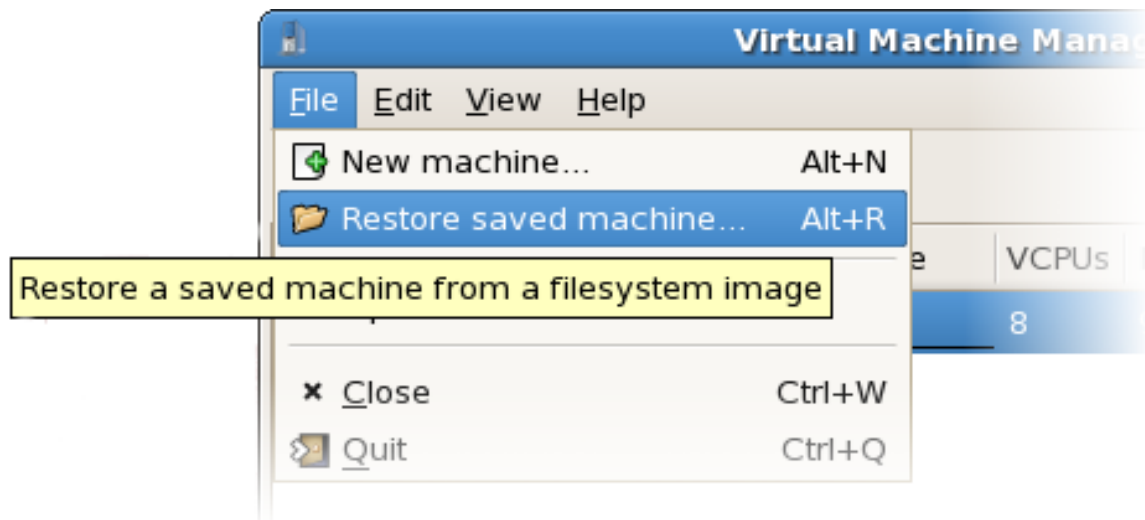 Virtual Machine
File Edit View Help
New machine... Alt+N
Restore saved machine... Alt+R
VCPUs
Restore a saved machine from a filesystem image
8
Close Ctrl+W
Quit Ctrl+Q